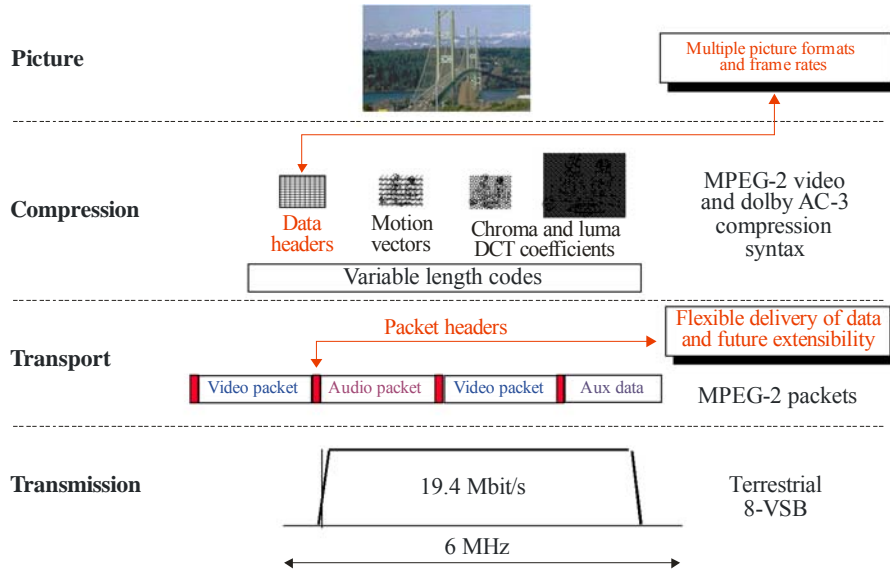 Picture
Multiple picture formats
and frame rates
Compression
Data
headers
Motion
vectors
Chroma and luma
DCT coefficients
MPEG-2 video
and dolby AC-3
compression
syntax
Variable length codes
Transport
Packet headers
Flexible delivery of data
and future extensibility
Video packet
Audio packet
Video packet
Aux data
MPEG-2 packets
Transmission
19.4 Mbit/s
Terrestrial
8-VSB
6 MHz